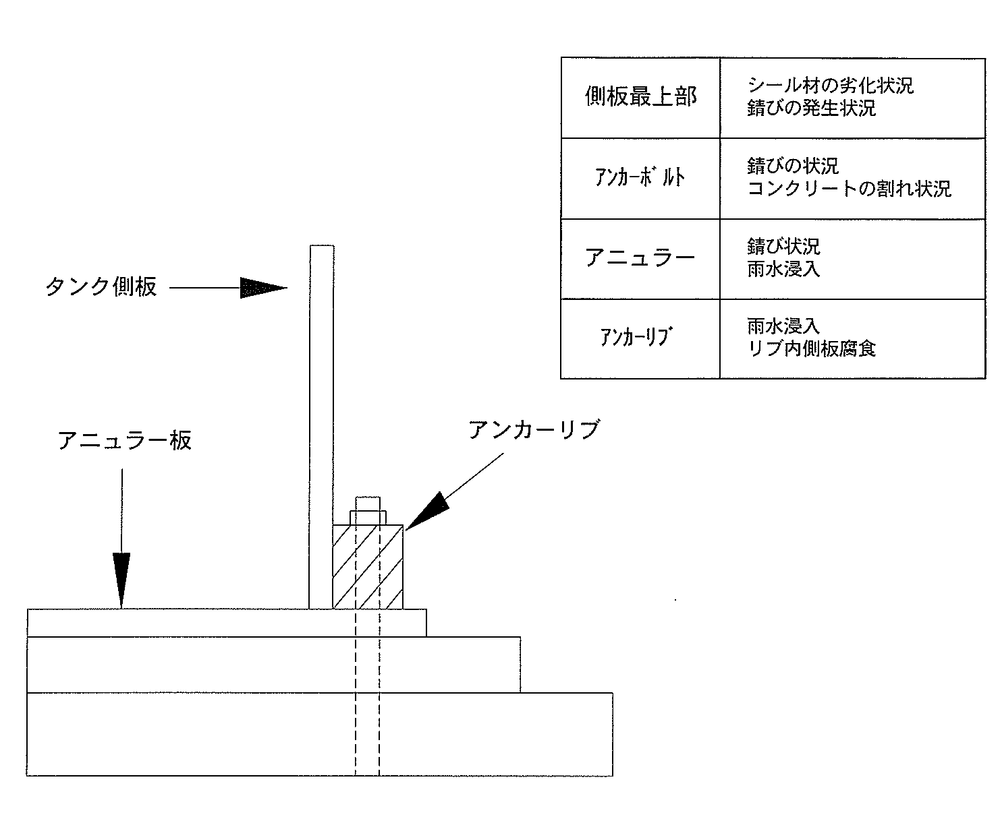 側板最上部
シール材の劣化状況
錆びの発生状況
ｱﾝｶｰﾎﾞﾙﾄ
錆びの状況
コンクリートの割れ状況
アニュラー
錆び状況
雨水浸入
ｱﾝｶｰﾘﾌﾞ
雨水浸入
リブ内側板腐食
タンク側板
アニュラー板
アンカーリブ